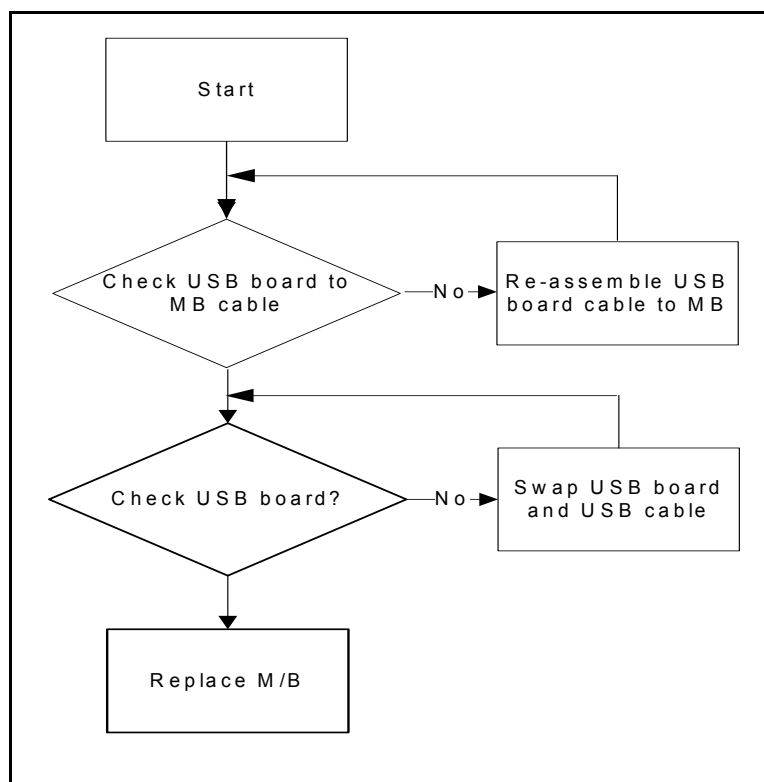 Start
Check USB board to
MB cable
No
Re-assemble USB
board cable to MB
Check USB board?
No
Swap USB board
and USB cable
Replace M/B